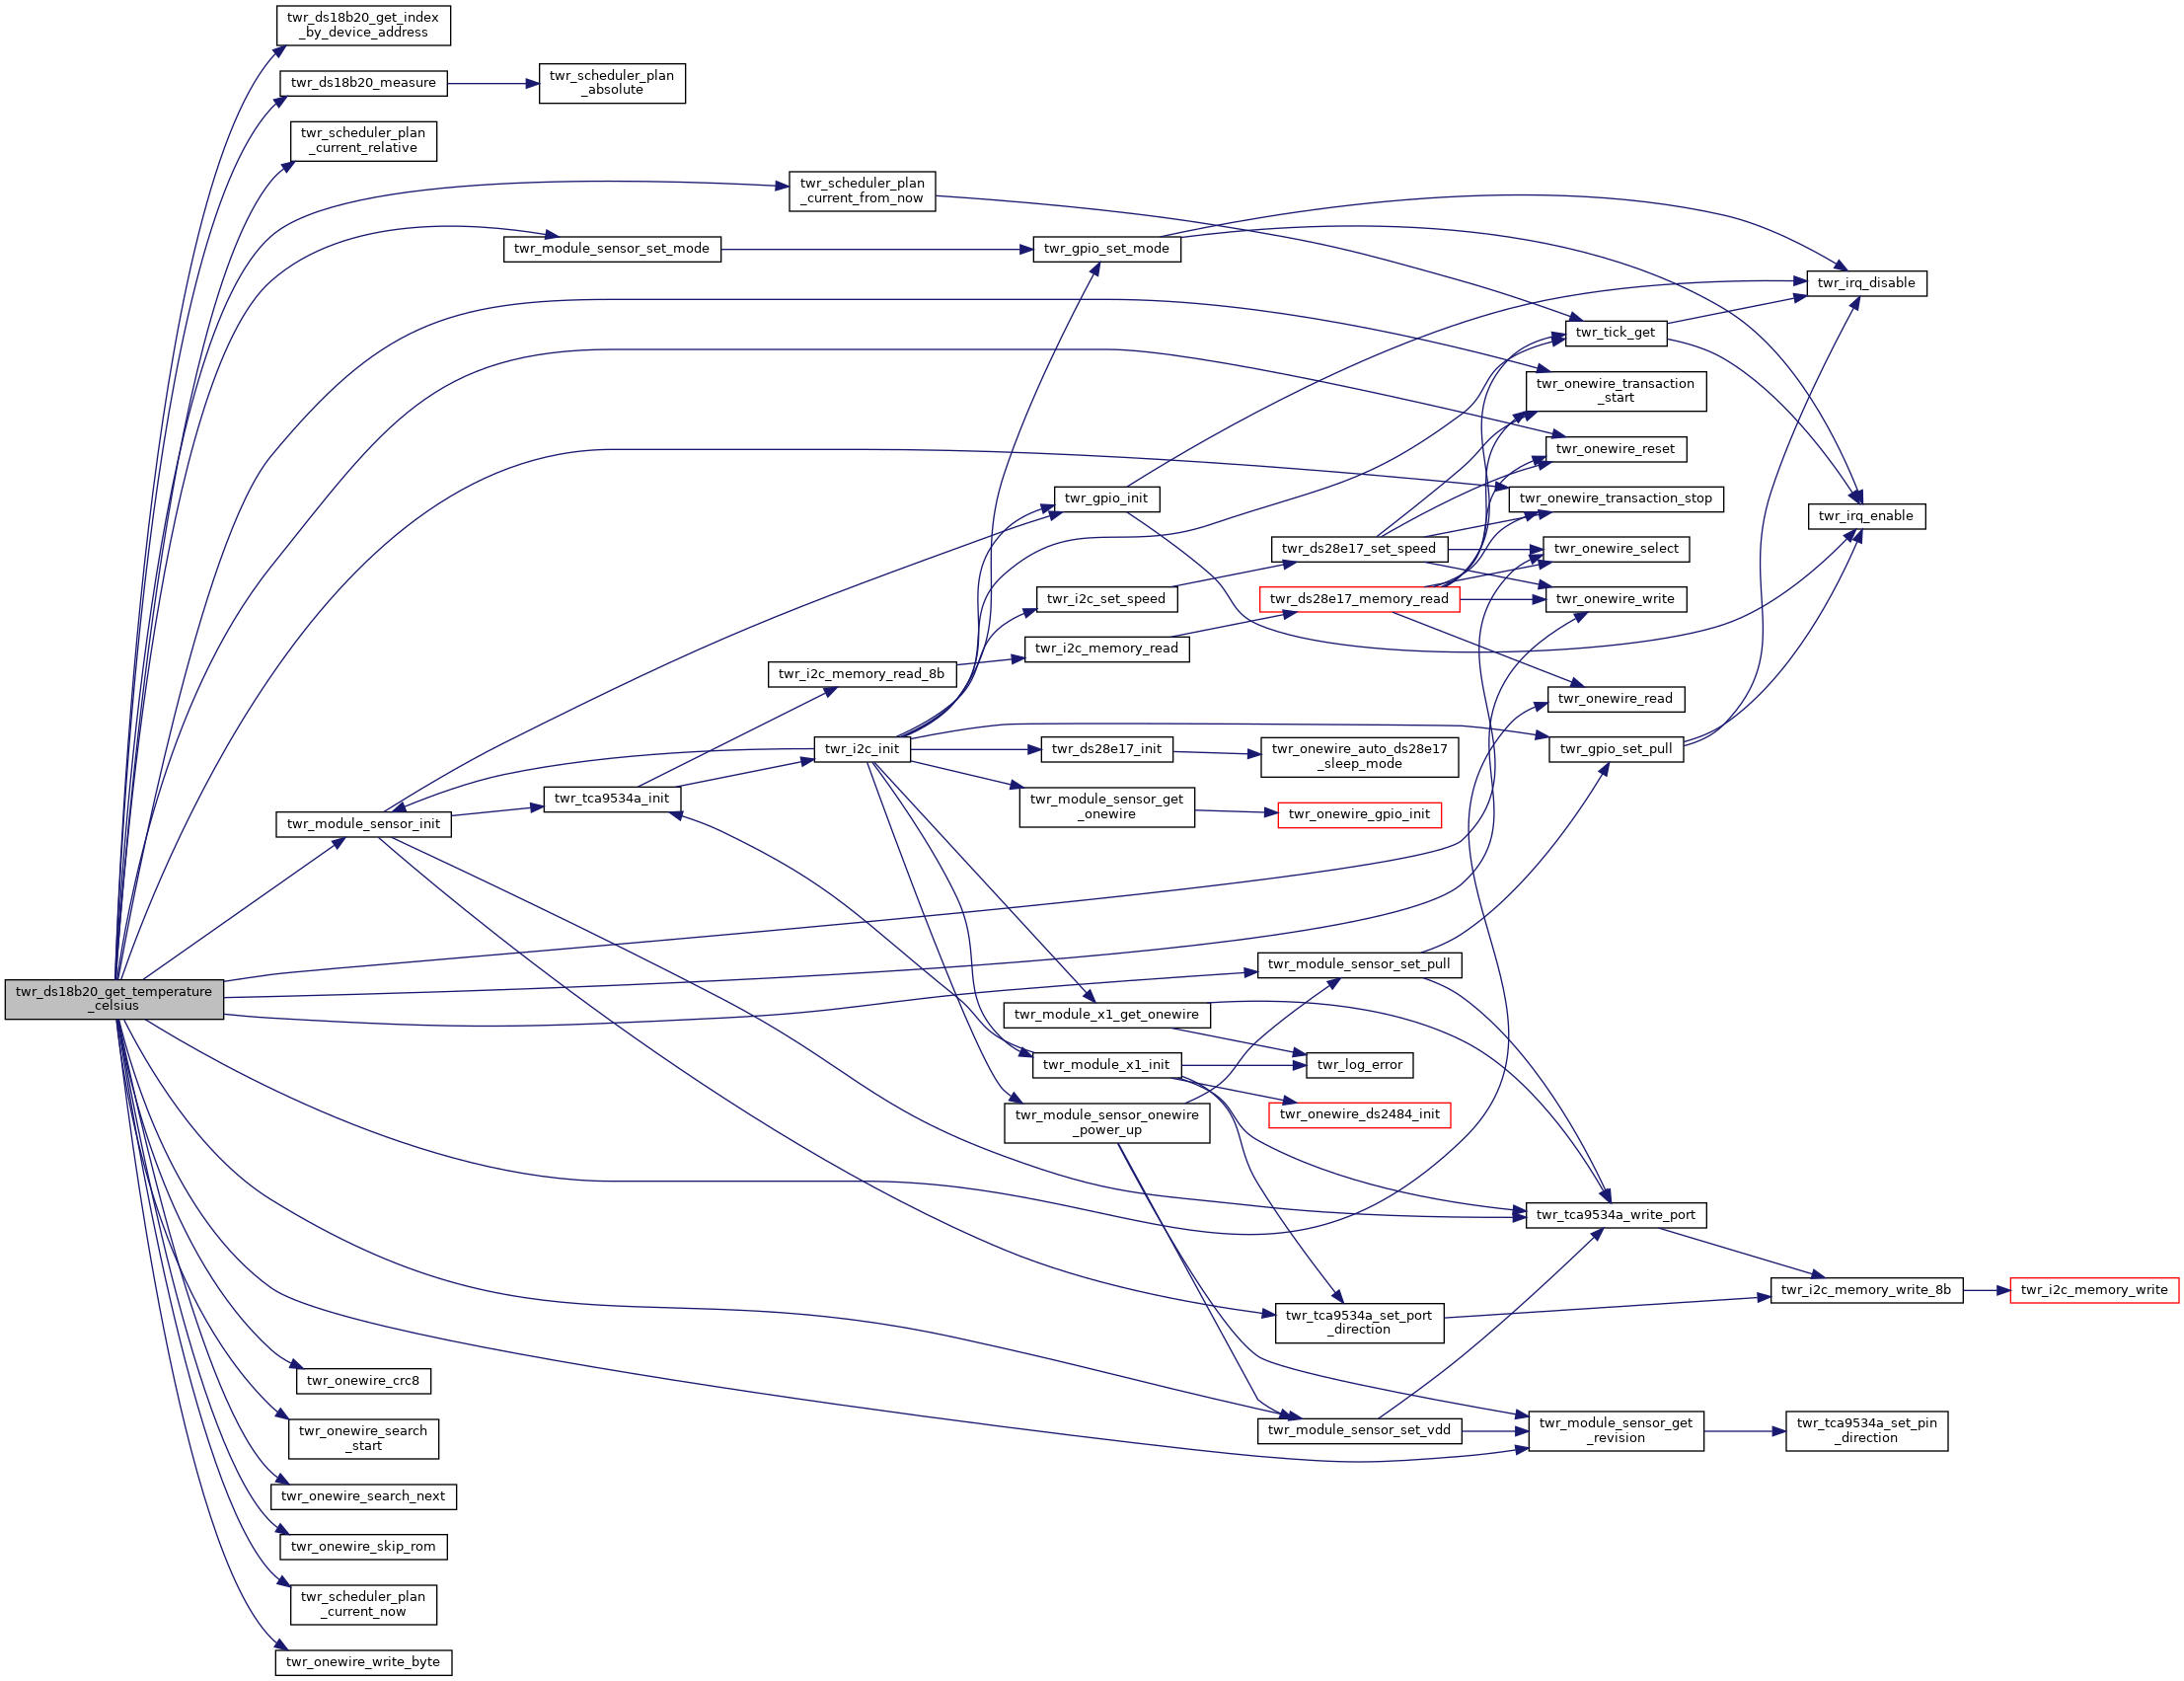 twr_ds18b20_get_index
_by_device_address
twr_ds18b20_measure
twr_scheduler_plan
_absolute
twr_scheduler_plan
_current_relative
twr_scheduler_plan
_current_from_now
twr_module_sensor_set_mode
twr_gpio_set_mode
twr_irq_disable
twr_tick_get
twr_onewire_transaction
_start
twr_onewire_reset
twr_gpio_init
twr_onewire_transaction_stop
twr_irq_enable
twr_ds28e17_set_speed
twr_onewire_select
twr_i2c_set_speed
twr_ds28e17_memory_read
twr_onewire_write
twr_i2c_memory_read
twr_i2c_memory_read_8b
twr_onewire_read
twr_i2c_init
twr_ds28e17_init
twr_onewire_auto_ds28e17
_sleep_mode
twr_gpio_set_pull
twr_tca9534a_init
twr_module_sensor_get
_onewire
twr_onewire_gpio_init
twr_module_sensor_init
twr_module_sensor_set_pull
twr_ds18b20_get_temperature
_celsius
twr_module_x1_get_onewire
twr_module_x1_init
twr_log_error
twr_module_sensor_onewire
_power_up
twr_onewire_ds2484_init
twr_tca9534a_write_port
twr_i2c_memory_write_8b
twr_i2c_memory_write
twr_tca9534a_set_port
_direction
twr_onewire_crc8
twr_onewire_search
_start
twr_module_sensor_set_vdd
twr_module_sensor_get
_revision
twr_tca9534a_set_pin
_direction
twr_onewire_search_next
twr_onewire_skip_rom
twr_scheduler_plan
_current_now
twr_onewire_write_byte